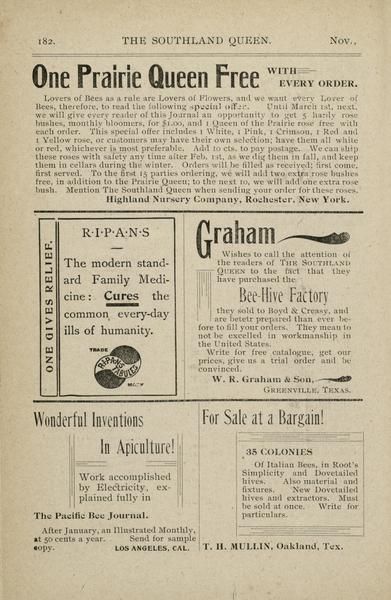 182. THE SOUTHLAND QUEEN. Nov.,
One Prairie Queen Free WITH
EVERY ORDER.
Lovers of Bees as a rule are Lovers of Flowers, and we want every Lover of
Bees, therefore, to read the following special offer. Until March 1st, next,
we will give every reader of this Journal an opportunity to get 5 hardy rose
bushes, monthly bloomers, for $1.00, and 1 Queen of the Prairie rose free with
each order. This special offer includes 1 White, 1 Pink, 1 Crimson, 1 Red and
1 Yellow rose, or customers may have their own selection; have them all white
or red, whichever is most preferable. Add 10 cts. to pay postage. We can ship
these roses with safety any time after Feb. 1st, as we dig them in fall, and keep
them in cellars during the winter. Orders will be filled as received; first come,
first served. To the first 15 parties ordering, we will add two extra rose bushes
free, in addition to the Prairie Queen; to the next 10, we will add one extra rose
bush. Mention The Southland Queen when sending your order for these roses.
Highland Nursery Company, Rochester, New York.
ONE GIVES RELIEF.
R·I·P·A·N·S
The modern stand-
ard Family Medi-
cine: Cures the
common every-day
ills of humanity.
TRADE
RIPANS
TABULES
MARK
Graham
Wishes to call the attention of
the readers of THE SOUTHLAND
QUEEN to the fact that they
have purchased the
Bee-Hive Factory
they sold to Boyd & Creasy, and
are betetr prepared than ever be-
fore to fill your orders. They mean to
not be excelled in workmanship in
the United States.
Write for free catalogue, get our
prices, give us a trial order and be
convinced.
W. R. Graham & Son,
GREENVILLE, TEXAS.
Wonderful Inventions
In Apiculture!
Work accomplished
by Electricity, ex-
plained fully in
The Pacific Bee Journal.
After January, an Illustrated Monthly,
at 50 cents a year. Send for sample
copy. LOS ANGELES, CAL.
For Sale at a Bargain!
35 COLONIES
Of Italian Bees, in Root's
Simplicity and Dovetailed
hives. Also material and
fixtures. New Dovetailed
hives and extractors. Must
be sold at once. Write for
particulars.
T. H. MULLIN, Oakland, Tex.